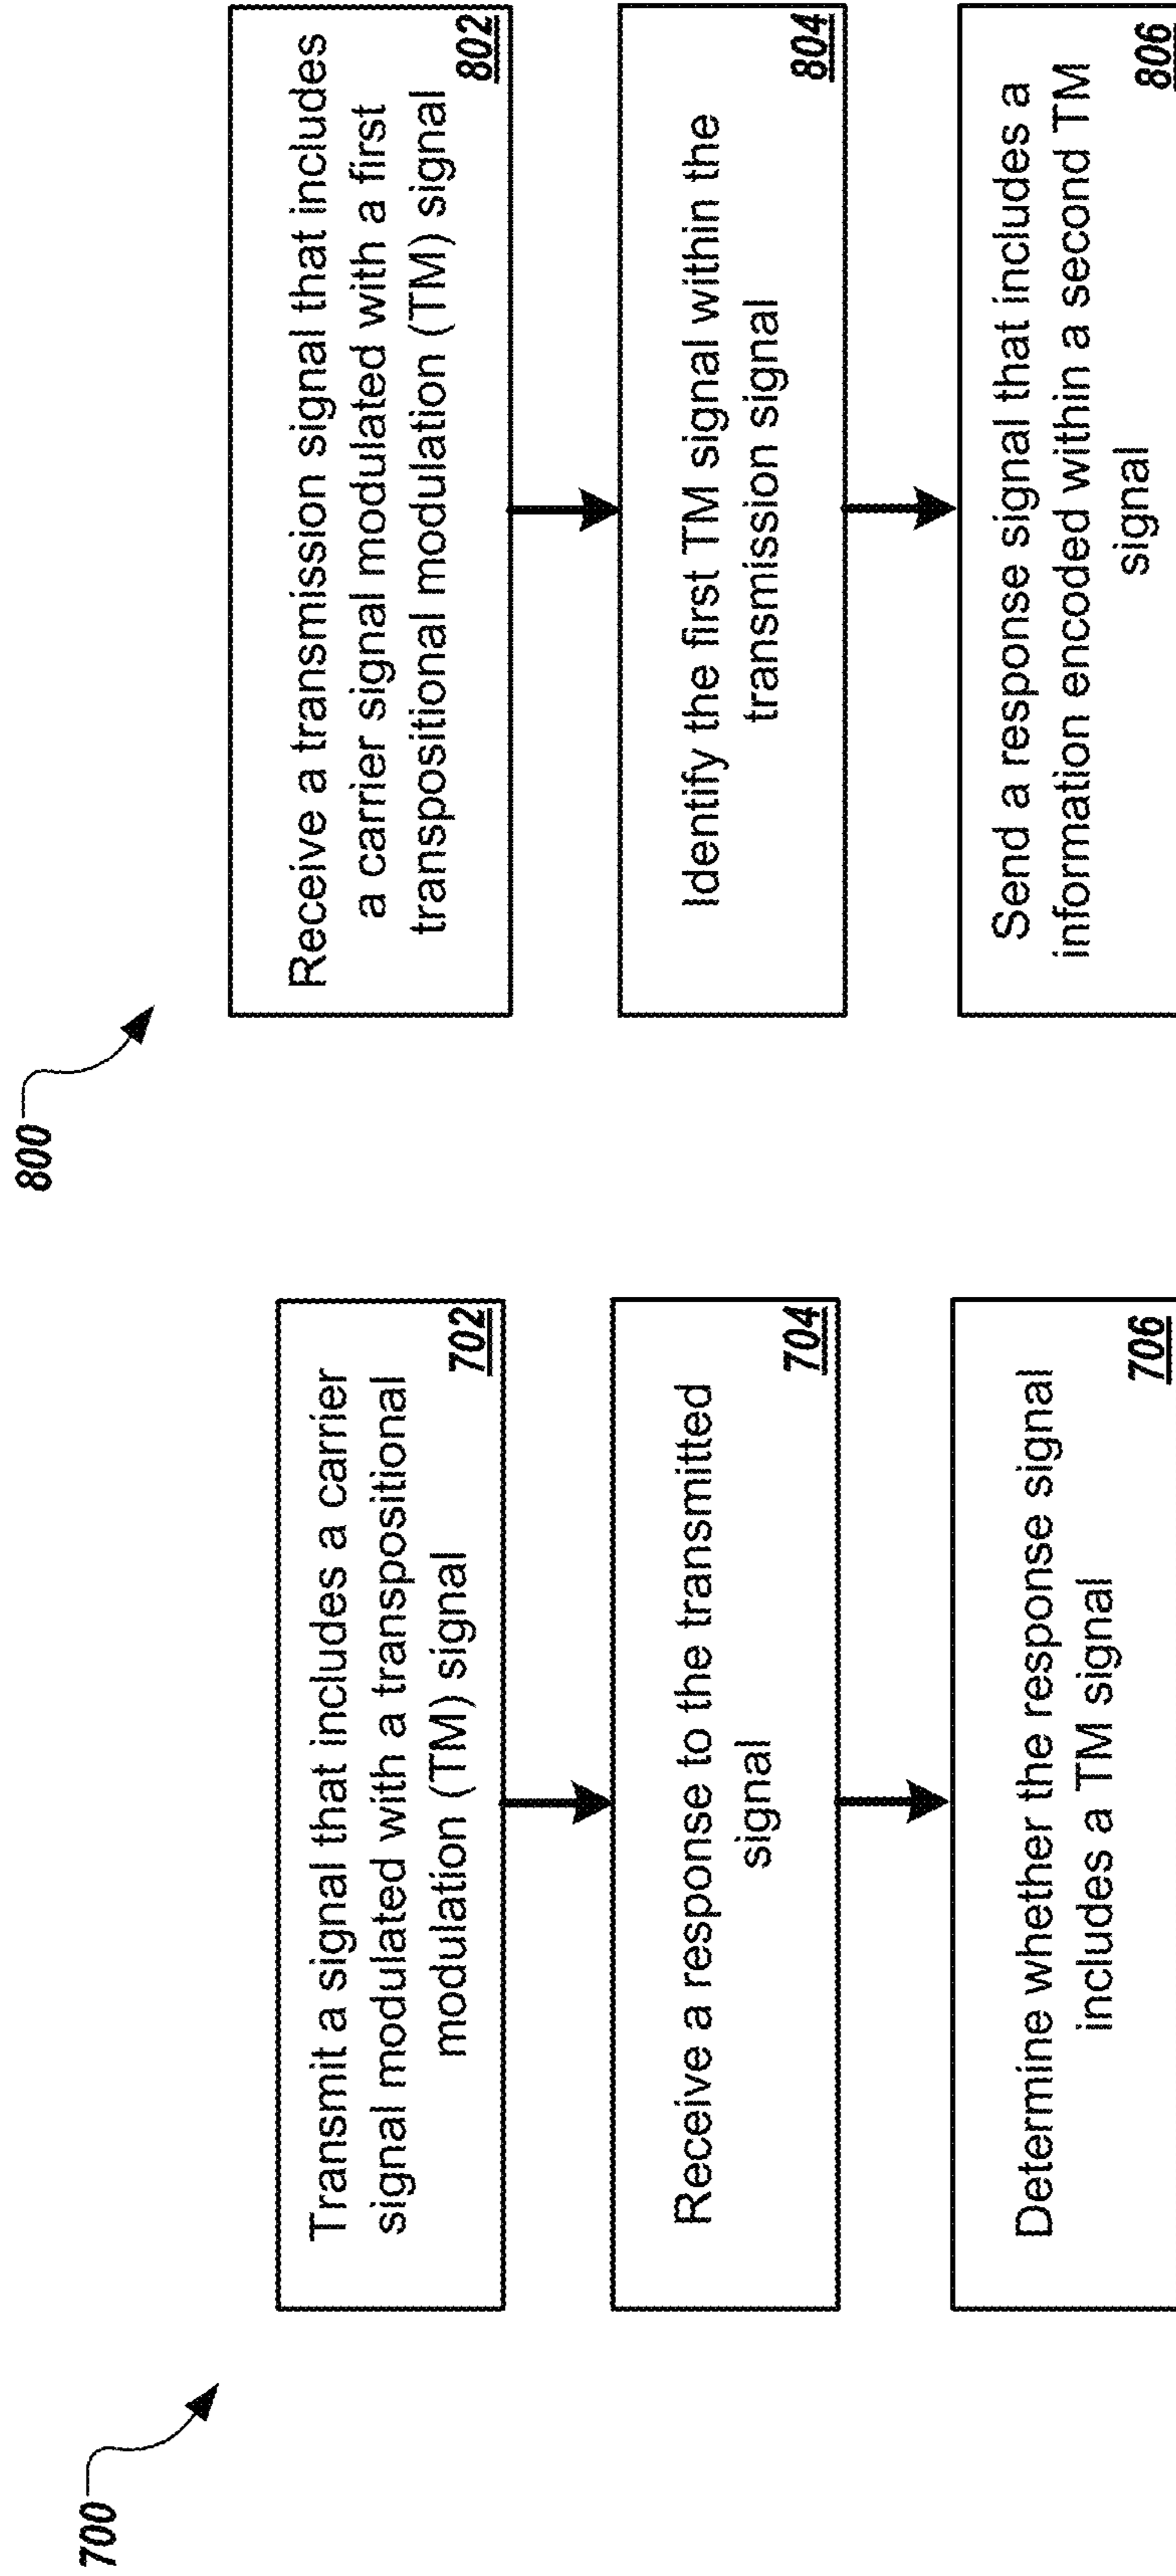 700
Transmit a signal that includes a carrier
signal modulated with a transpositional
modulation (TM) signal
702
Receive a response to the transmitted
signal
704
Determine whether the response signal
includes a TM signal
706
800
Receive a transmission signal that includes
a carrier signal modulated with a first
transpositional modulation (TM) signal
802
Identify the first TM signal within the
transmission signal
804
Send a response signal that includes a
information encoded within a second TM
signal
806